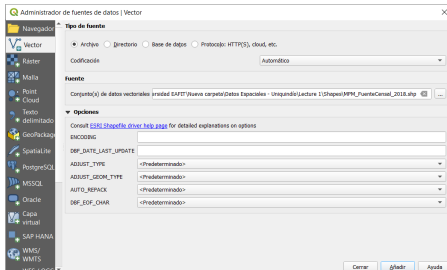 Administrador de fuentes de datos | Vector
Navegador
Vector
Ráster
Malla
Point Cloud
Texto delimitado
GeoPackage
SpatiaLite
PostgreSQL
MSSQL
Oracle
Capa virtual
SAP HANA
WMS/WMTS
Tipo de fuente
Archivo Directorio Base de datos Protocolo: HTTP(S), cloud, etc.
Codificación Automático
Fuente
Conjunto(s) de datos vectoriales ersidad EAFIT\Nueva carpeta\Datos Espaciales - Uniquindío\Lecture 1\Shapes\MPM_FuenteCensal_2018.shp ...
Opciones
Consult ESRI Shapefile driver help page for detailed explanations on options
ENCODING
DBF_DATE_LAST_UPDATE
ADJUST_TYPE <Predeterminado>
ADJUST_GEOM_TYPE <Predeterminado>
AUTO_REPACK <Predeterminado>
DBF_EOF_CHAR <Predeterminado>
Cerrar Añadir Ayuda